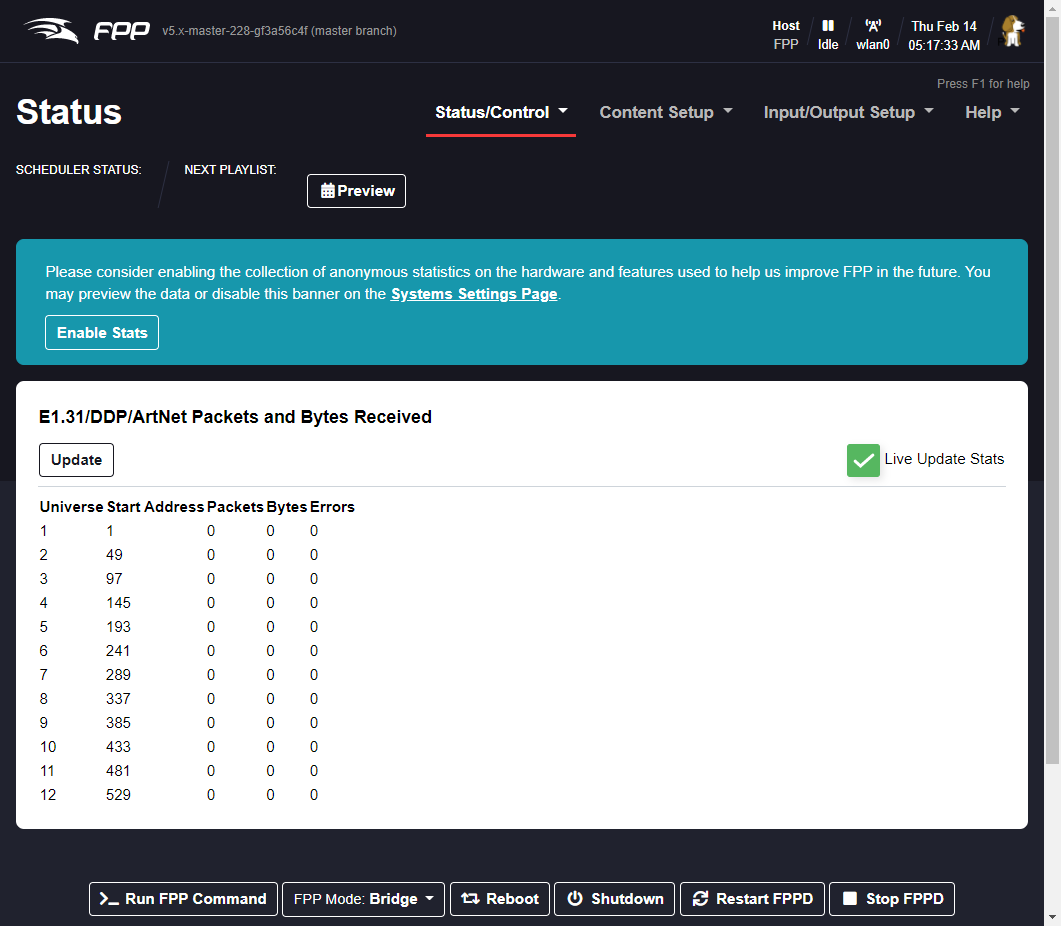 FPP v5.x-master-228-gf3a56c4f (master branch)
Host
FPP
Idle
wlan0
Thu Feb 14
05:17:33 AM
Press F1 for help
Status
Status/Control Content Setup Input/Output Setup Help
SCHEDULER STATUS: NEXT PLAYLIST:
Preview
Please consider enabling the collection of anonymous statistics on the hardware and features used to help us improve FPP in the future. You
may preview the data or disable this banner on the Systems Settings Page.
Enable Stats
E1.31/DDP/ArtNet Packets and Bytes Received
Update Live Update Stats
Universe Start Address Packets Bytes Errors
1 1 0 0 0
2 49 0 0 0
3 97 0 0 0
4 145 0 0 0
5 193 0 0 0
6 241 0 0 0
7 289 0 0 0
8 337 0 0 0
9 385 0 0 0
10 433 0 0 0
11 481 0 0 0
12 529 0 0 0
Run FPP Command FPP Mode: Bridge Reboot Shutdown Restart FPPD Stop FPPD